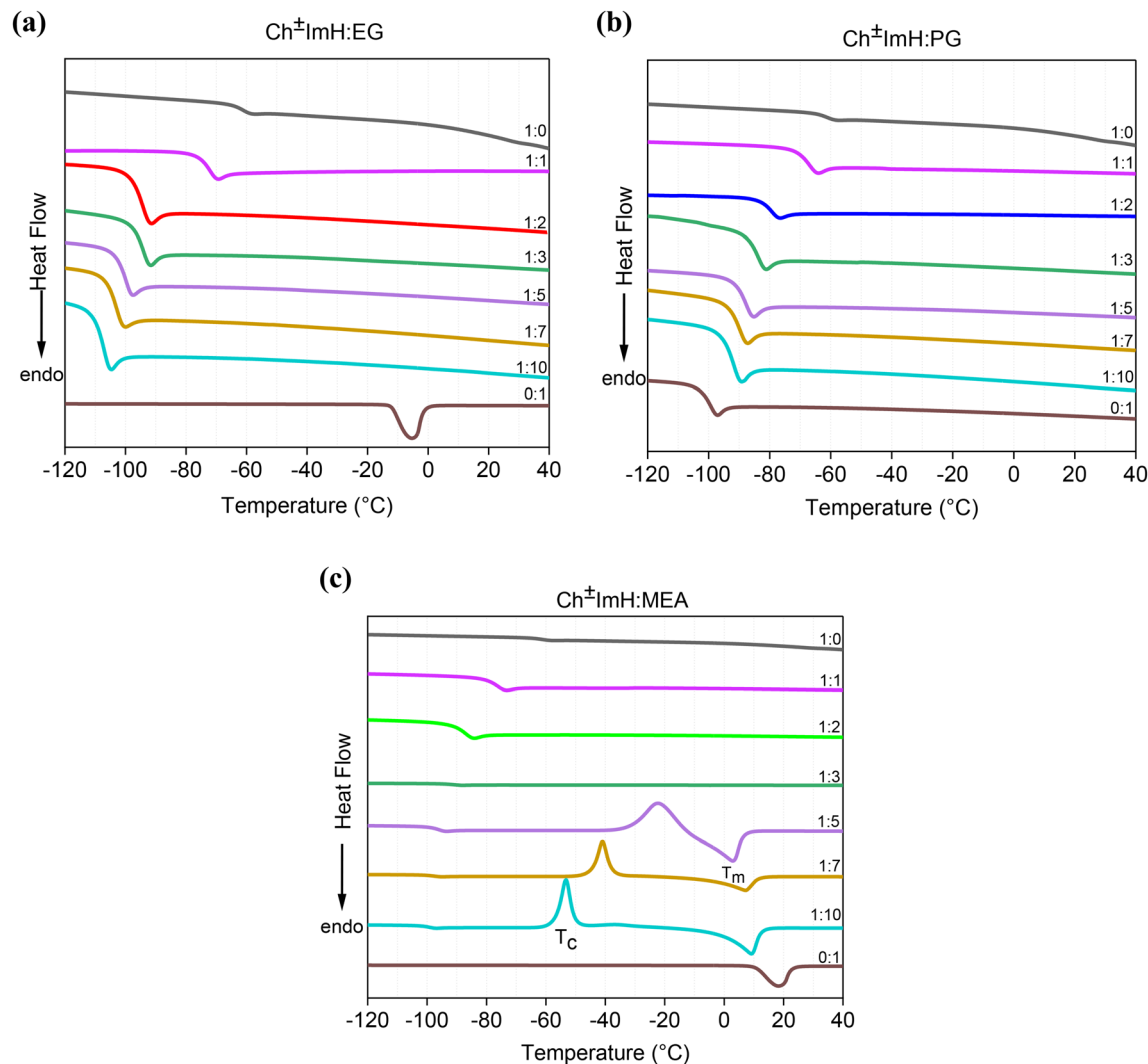 (a)
Ch±ImH:EG
1:0
1:1
1:2
1:3
1:5
1:7
1:10
0:1
Heat Flow
endo
-120 -100 -80 -60 -40 -20 0 20 40
Temperature (°C)
(b)
Ch±ImH:PG
1:0
1:1
1:2
1:3
1:5
1:7
1:10
0:1
Heat Flow
endo
-120 -100 -80 -60 -40 -20 0 20 40
Temperature (°C)
(c)
Ch±ImH:MEA
1:0
1:1
1:2
1:3
1:5
Tm
1:7
1:10
Tc
0:1
Heat Flow
endo
-120 -100 -80 -60 -40 -20 0 20 40
Temperature (°C)